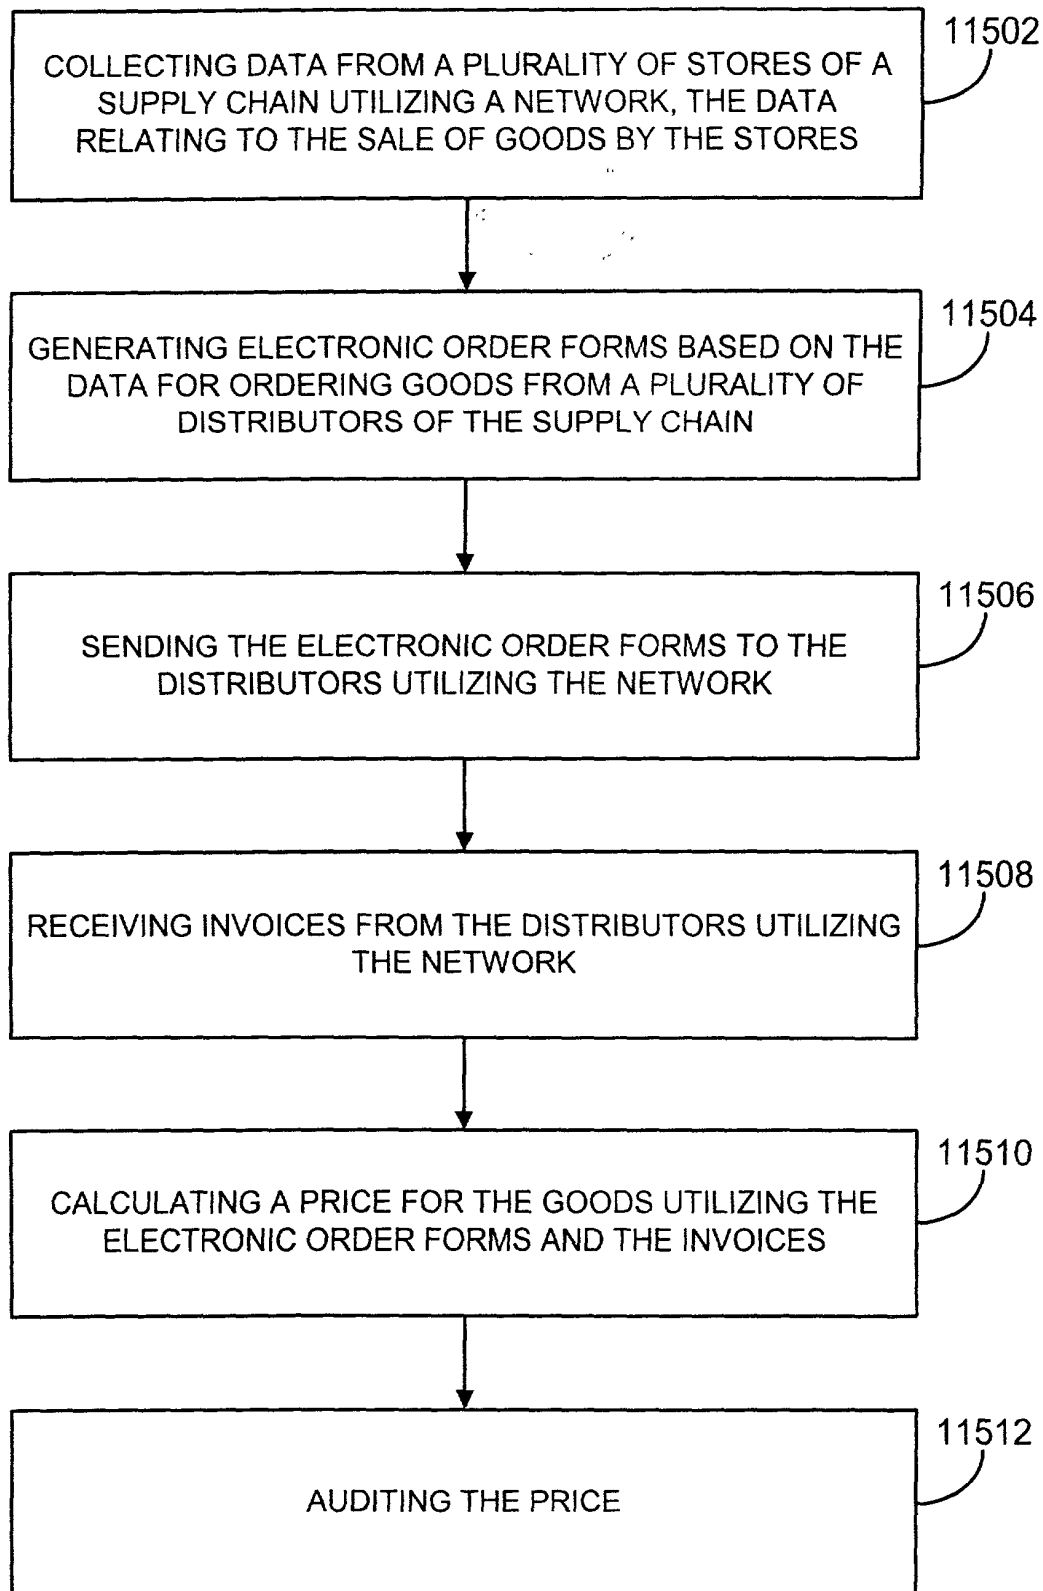 11502
COLLECTING DATA FROM A PLURALITY OF STORES OF A
SUPPLY CHAIN UTILIZING A NETWORK, THE DATA
RELATING TO THE SALE OF GOODS BY THE STORES
11504
GENERATING ELECTRONIC ORDER FORMS BASED ON THE
DATA FOR ORDERING GOODS FROM A PLURALITY OF
DISTRIBUTORS OF THE SUPPLY CHAIN
11506
SENDING THE ELECTRONIC ORDER FORMS TO THE
DISTRIBUTORS UTILIZING THE NETWORK
11508
RECEIVING INVOICES FROM THE DISTRIBUTORS UTILIZING
THE NETWORK
11510
CALCULATING A PRICE FOR THE GOODS UTILIZING THE
ELECTRONIC ORDER FORMS AND THE INVOICES
11512
AUDITING THE PRICE